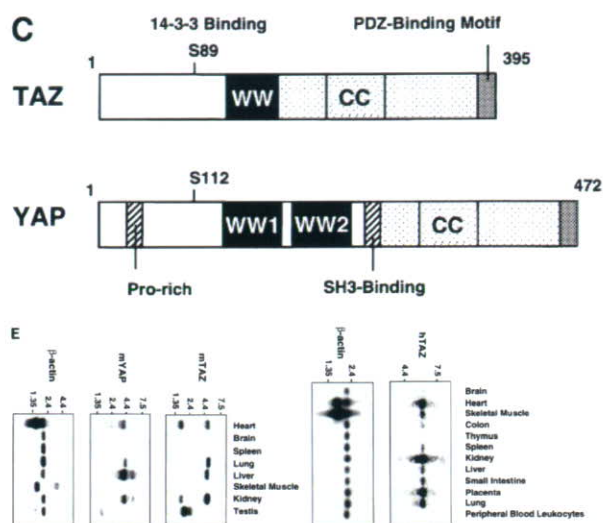 C
14-3-3 Binding
PDZ-Binding Motif
1
S89
395
TAZ
WW
CC
1
S112
472
YAP
WW1
WW2
CC
Pro-rich
SH3-Binding
E
β-actin
mYAP
mTAZ
1.35 2.4 4.4
1.35 2.4 4.4 7.5
1.35 2.4 4.4 7.5
Heart
Brain
Spleen
Lung
Liver
Skeletal Muscle
Kidney
Testis
β-actin
hTAZ
1.35 2.4
4.4 7.5
Brain
Heart
Skeletal Muscle
Colon
Thymus
Spleen
Kidney
Liver
Small Intestine
Placenta
Lung
Peripheral Blood Leukocytes